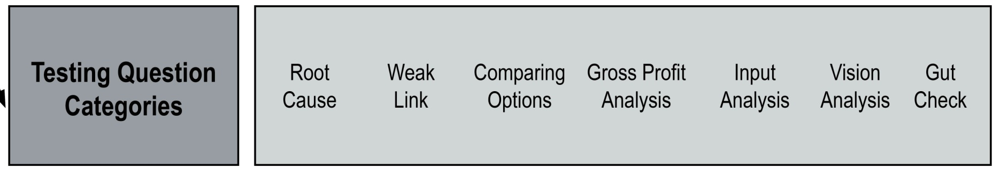 Testing Question
Categories
Root
Cause
Weak
Link
Comparing
Options
Gross Profit
Analysis
Input
Analysis
Vision
Analysis
Gut
Check